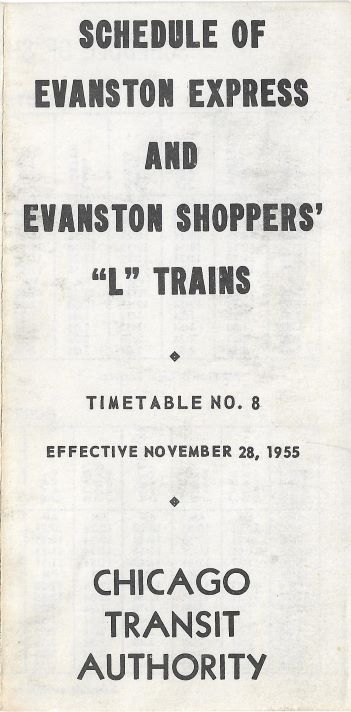 SCHEDULE OF
EVANSTON EXPRESS
AND
EVANSTON SHOPPERS'
"L" TRAINS
TIMETABLE NO. 8
EFFECTIVE NOVEMBER 28, 1955
CHICAGO
TRANSIT
AUTHORITY